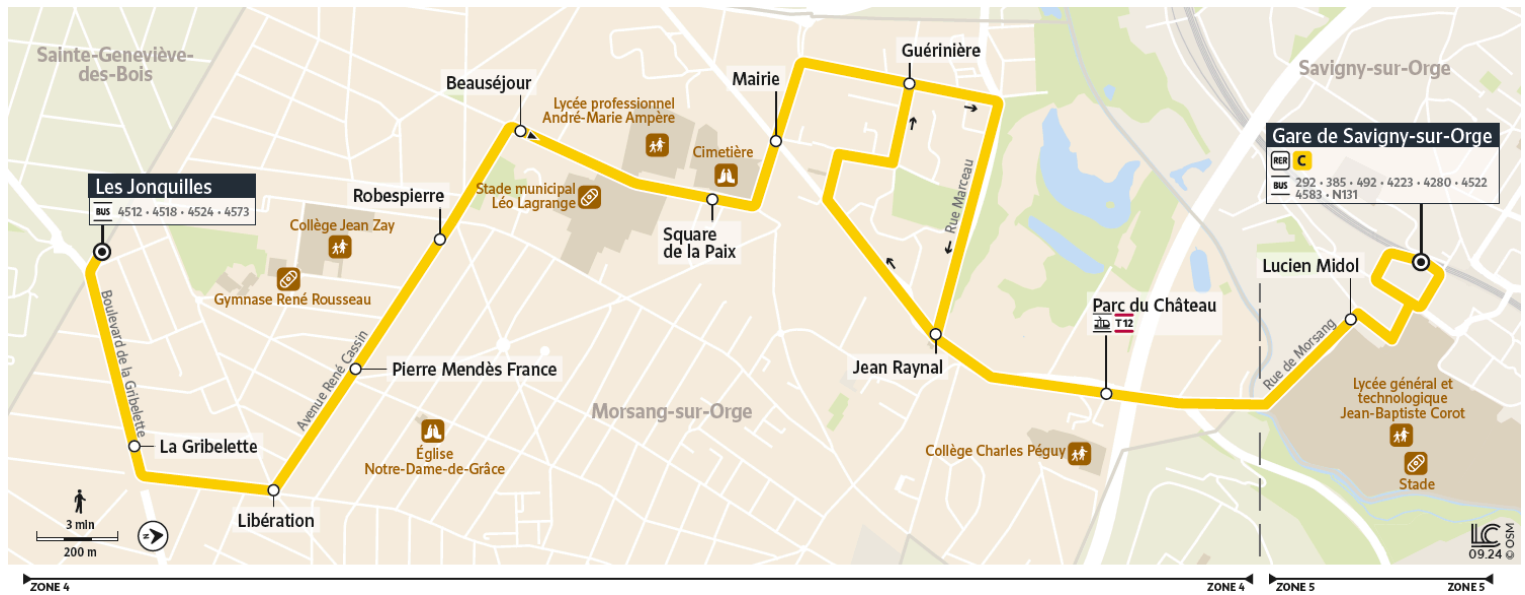 Sainte-Geneviève-
des-Bois
Savigny-sur-Orge
Guérinière
Mairie
Beauséjour
Lycée professionnel
André-Marie Ampère
Cimetière
Gare de Savigny-sur-Orge
RER C
BUS 292 • 385 • 492 • 4223 • 4280 • 4522
4583 • N131
Les Jonquilles
BUS 4512 • 4518 • 4524 • 4573
Robespierre
Stade municipal
Léo Lagrange
Collège Jean Zay
Square
de la Paix
Rue Marceau
Lucien Midol
Gymnase René Rousseau
Parc du Château
T12
Boulevard de la Gribelette
Avenue René Cassin
Pierre Mendès France
Jean Raynal
Rue de Morsang
Morsang-sur-Orge
Lycée général et
technologique
Jean-Baptiste Corot
La Gribelette
Église
Notre-Dame-de-Grâce
Collège Charles Péguy
Stade
Libération
3 min
200 m
N
LC
09.24 © OSM
ZONE 4
ZONE 4
ZONE 5
ZONE 5